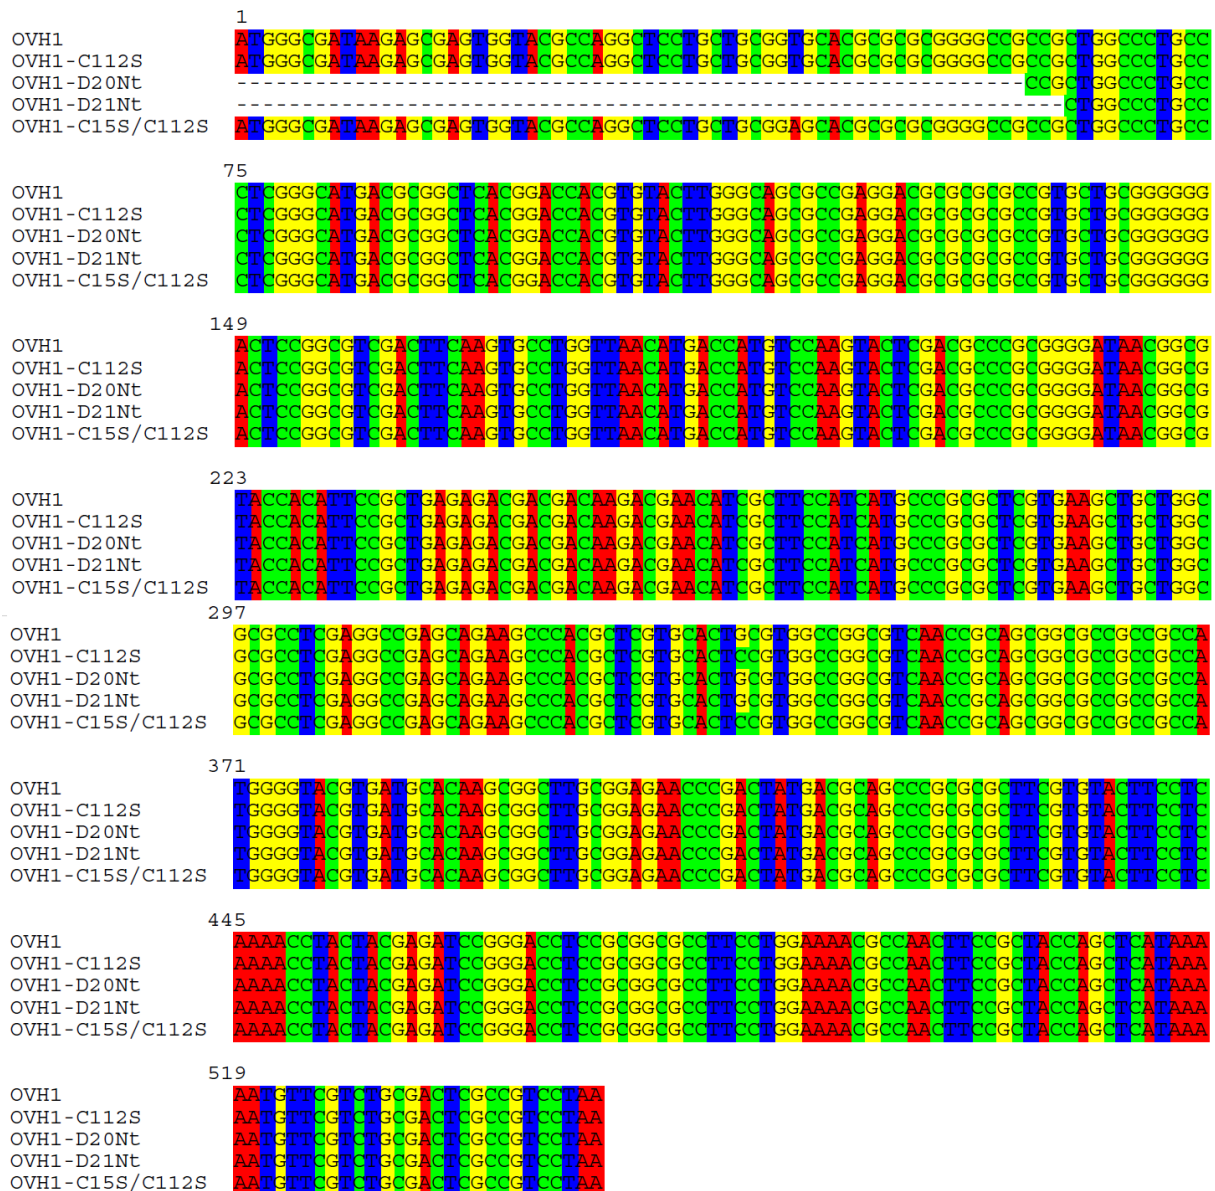 1
OVH1 ATGGGCGATAAGAGCGAGTGGTACGCCAGGCTCCTGCTGCGGTGCACGCGCGCGGGGCCGCCGCTGGCCCTGCC
OVH1-C112S ATGGGCGATAAGAGCGAGTGGTACGCCAGGCTCCTGCTGCGGTGCACGCGCGCGGGGCCGCCGCTGGCCCTGCC
OVH1-D20Nt ------------------------------------------------------------CCGCTGGCCCTGCC
OVH1-D21Nt ---------------------------------------------------------------CTGGCCCTGCC
OVH1-C15S/C112S ATGGGCGATAAGAGCGAGTGGTACGCCAGGCTCCTGCTGCGGAGCACGCGCGCGGGGCCGCCGCTGGCCCTGCC
75
OVH1 CTCGGGCATGACGCGGCTCACGGACCACGTGTACTTGGGCAGCGCCGAGGACGCGCGCGCCGTGCTGCGGGGGG
OVH1-C112S CTCGGGCATGACGCGGCTCACGGACCACGTGTACTTGGGCAGCGCCGAGGACGCGCGCGCCGTGCTGCGGGGGG
OVH1-D20Nt CTCGGGCATGACGCGGCTCACGGACCACGTGTACTTGGGCAGCGCCGAGGACGCGCGCGCCGTGCTGCGGGGGG
OVH1-D21Nt CTCGGGCATGACGCGGCTCACGGACCACGTGTACTTGGGCAGCGCCGAGGACGCGCGCGCCGTGCTGCGGGGGG
OVH1-C15S/C112S CTCGGGCATGACGCGGCTCACGGACCACGTGTACTTGGGCAGCGCCGAGGACGCGCGCGCCGTGCTGCGGGGGG
149
OVH1 ACTCCGGCGTCGACTTCAAGTGCCTGGTTAACATGACCATGTCCAAGTACTCGACGCCCGCGGGGATAACGGCG
OVH1-C112S ACTCCGGCGTCGACTTCAAGTGCCTGGTTAACATGACCATGTCCAAGTACTCGACGCCCGCGGGGATAACGGCG
OVH1-D20Nt ACTCCGGCGTCGACTTCAAGTGCCTGGTTAACATGACCATGTCCAAGTACTCGACGCCCGCGGGGATAACGGCG
OVH1-D21Nt ACTCCGGCGTCGACTTCAAGTGCCTGGTTAACATGACCATGTCCAAGTACTCGACGCCCGCGGGGATAACGGCG
OVH1-C15S/C112S ACTCCGGCGTCGACTTCAAGTGCCTGGTTAACATGACCATGTCCAAGTACTCGACGCCCGCGGGGATAACGGCG
223
OVH1 TACCACATTCCGCTGAGAGACGACGACAAGACGAACATCGCTTCCATCATGCCCGCGCTCGTGAAGCTGCTGGC
OVH1-C112S TACCACATTCCGCTGAGAGACGACGACAAGACGAACATCGCTTCCATCATGCCCGCGCTCGTGAAGCTGCTGGC
OVH1-D20Nt TACCACATTCCGCTGAGAGACGACGACAAGACGAACATCGCTTCCATCATGCCCGCGCTCGTGAAGCTGCTGGC
OVH1-D21Nt TACCACATTCCGCTGAGAGACGACGACAAGACGAACATCGCTTCCATCATGCCCGCGCTCGTGAAGCTGCTGGC
OVH1-C15S/C112S TACCACATTCCGCTGAGAGACGACGACAAGACGAACATCGCTTCCATCATGCCCGCGCTCGTGAAGCTGCTGGC
297
OVH1 GCGCCTCGAGGCCGAGCAGAAGCCCACGCTCGTGCACTGCGTGGCCGGCGTCAACCGCAGCGGCGCCGCCGCCA
OVH1-C112S GCGCCTCGAGGCCGAGCAGAAGCCCACGCTCGTGCACTCCGTGGCCGGCGTCAACCGCAGCGGCGCCGCCGCCA
OVH1-D20Nt GCGCCTCGAGGCCGAGCAGAAGCCCACGCTCGTGCACTGCGTGGCCGGCGTCAACCGCAGCGGCGCCGCCGCCA
OVH1-D21Nt GCGCCTCGAGGCCGAGCAGAAGCCCACGCTCGTGCACTGCGTGGCCGGCGTCAACCGCAGCGGCGCCGCCGCCA
OVH1-C15S/C112S GCGCCTCGAGGCCGAGCAGAAGCCCACGCTCGTGCACTCCGTGGCCGGCGTCAACCGCAGCGGCGCCGCCGCCA
371
OVH1 TGGGGTACGTGATGCACAAGCGGCTTGCGGAGAACCCGACTATGACGCAGCCCGCGCGCTTCGTGTACTTCCTC
OVH1-C112S TGGGGTACGTGATGCACAAGCGGCTTGCGGAGAACCCGACTATGACGCAGCCCGCGCGCTTCGTGTACTTCCTC
OVH1-D20Nt TGGGGTACGTGATGCACAAGCGGCTTGCGGAGAACCCGACTATGACGCAGCCCGCGCGCTTCGTGTACTTCCTC
OVH1-D21Nt TGGGGTACGTGATGCACAAGCGGCTTGCGGAGAACCCGACTATGACGCAGCCCGCGCGCTTCGTGTACTTCCTC
OVH1-C15S/C112S TGGGGTACGTGATGCACAAGCGGCTTGCGGAGAACCCGACTATGACGCAGCCCGCGCGCTTCGTGTACTTCCTC
445
OVH1 AAAACCTACTACGAGATCCGGGACCTCCGCGGCGCCTTCCTGGAAAACGCCAACTTCCGCTACCAGCTCATAAA
OVH1-C112S AAAACCTACTACGAGATCCGGGACCTCCGCGGCGCCTTCCTGGAAAACGCCAACTTCCGCTACCAGCTCATAAA
OVH1-D20Nt AAAACCTACTACGAGATCCGGGACCTCCGCGGCGCCTTCCTGGAAAACGCCAACTTCCGCTACCAGCTCATAAA
OVH1-D21Nt AAAACCTACTACGAGATCCGGGACCTCCGCGGCGCCTTCCTGGAAAACGCCAACTTCCGCTACCAGCTCATAAA
OVH1-C15S/C112S AAAACCTACTACGAGATCCGGGACCTCCGCGGCGCCTTCCTGGAAAACGCCAACTTCCGCTACCAGCTCATAAA
519
OVH1 AATGTTCGTCTGCGACTCGCCGTCCTAA
OVH1-C112S AATGTTCGTCTGCGACTCGCCGTCCTAA
OVH1-D20Nt AATGTTCGTCTGCGACTCGCCGTCCTAA
OVH1-D21Nt AATGTTCGTCTGCGACTCGCCGTCCTAA
OVH1-C15S/C112S AATGTTCGTCTGCGACTCGCCGTCCTAA